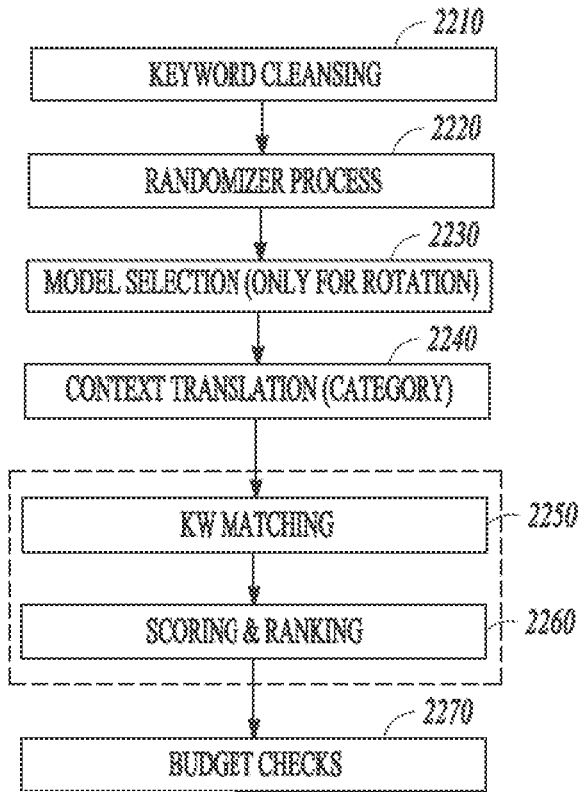 2210
KEYWORD CLEANSING
2220
RANDOMIZER PROCESS
2230
MODEL SELECTION (ONLY FOR ROTATION)
2240
CONTEXT TRANSLATION (CATEGORY)
KW MATCHING
2250
SCORING & RANKING
2260
2270
BUDGET CHECKS